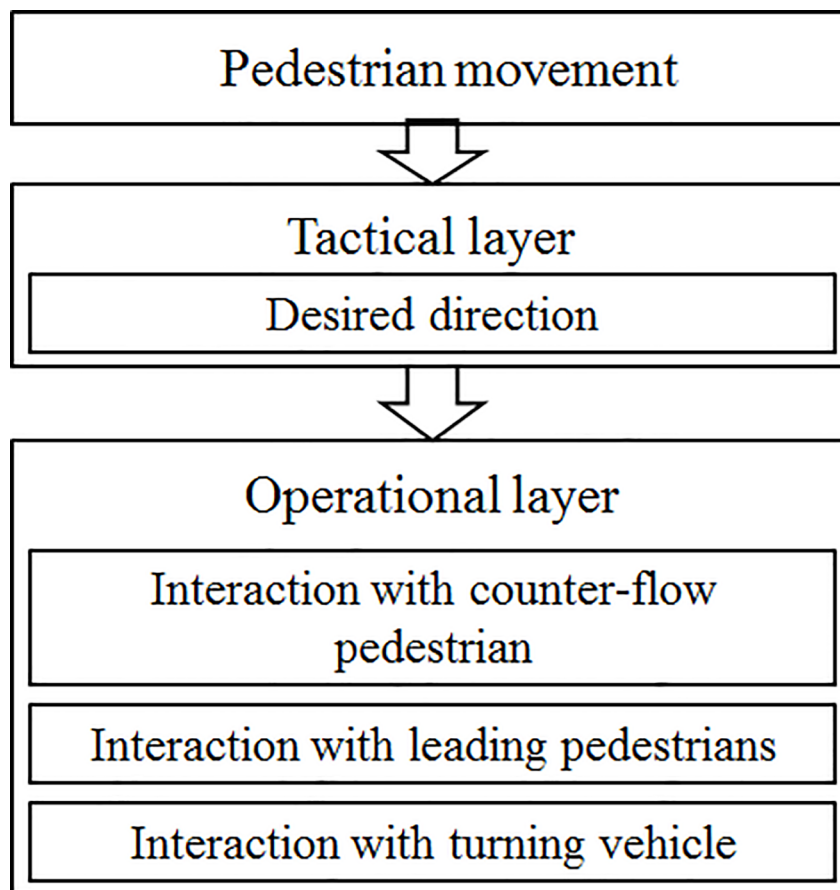 Pedestrian movement
Tactical layer
Desired direction
Operational layer
Interaction with counter-flow
pedestrian
Interaction with leading pedestrians
Interaction with turning vehicle